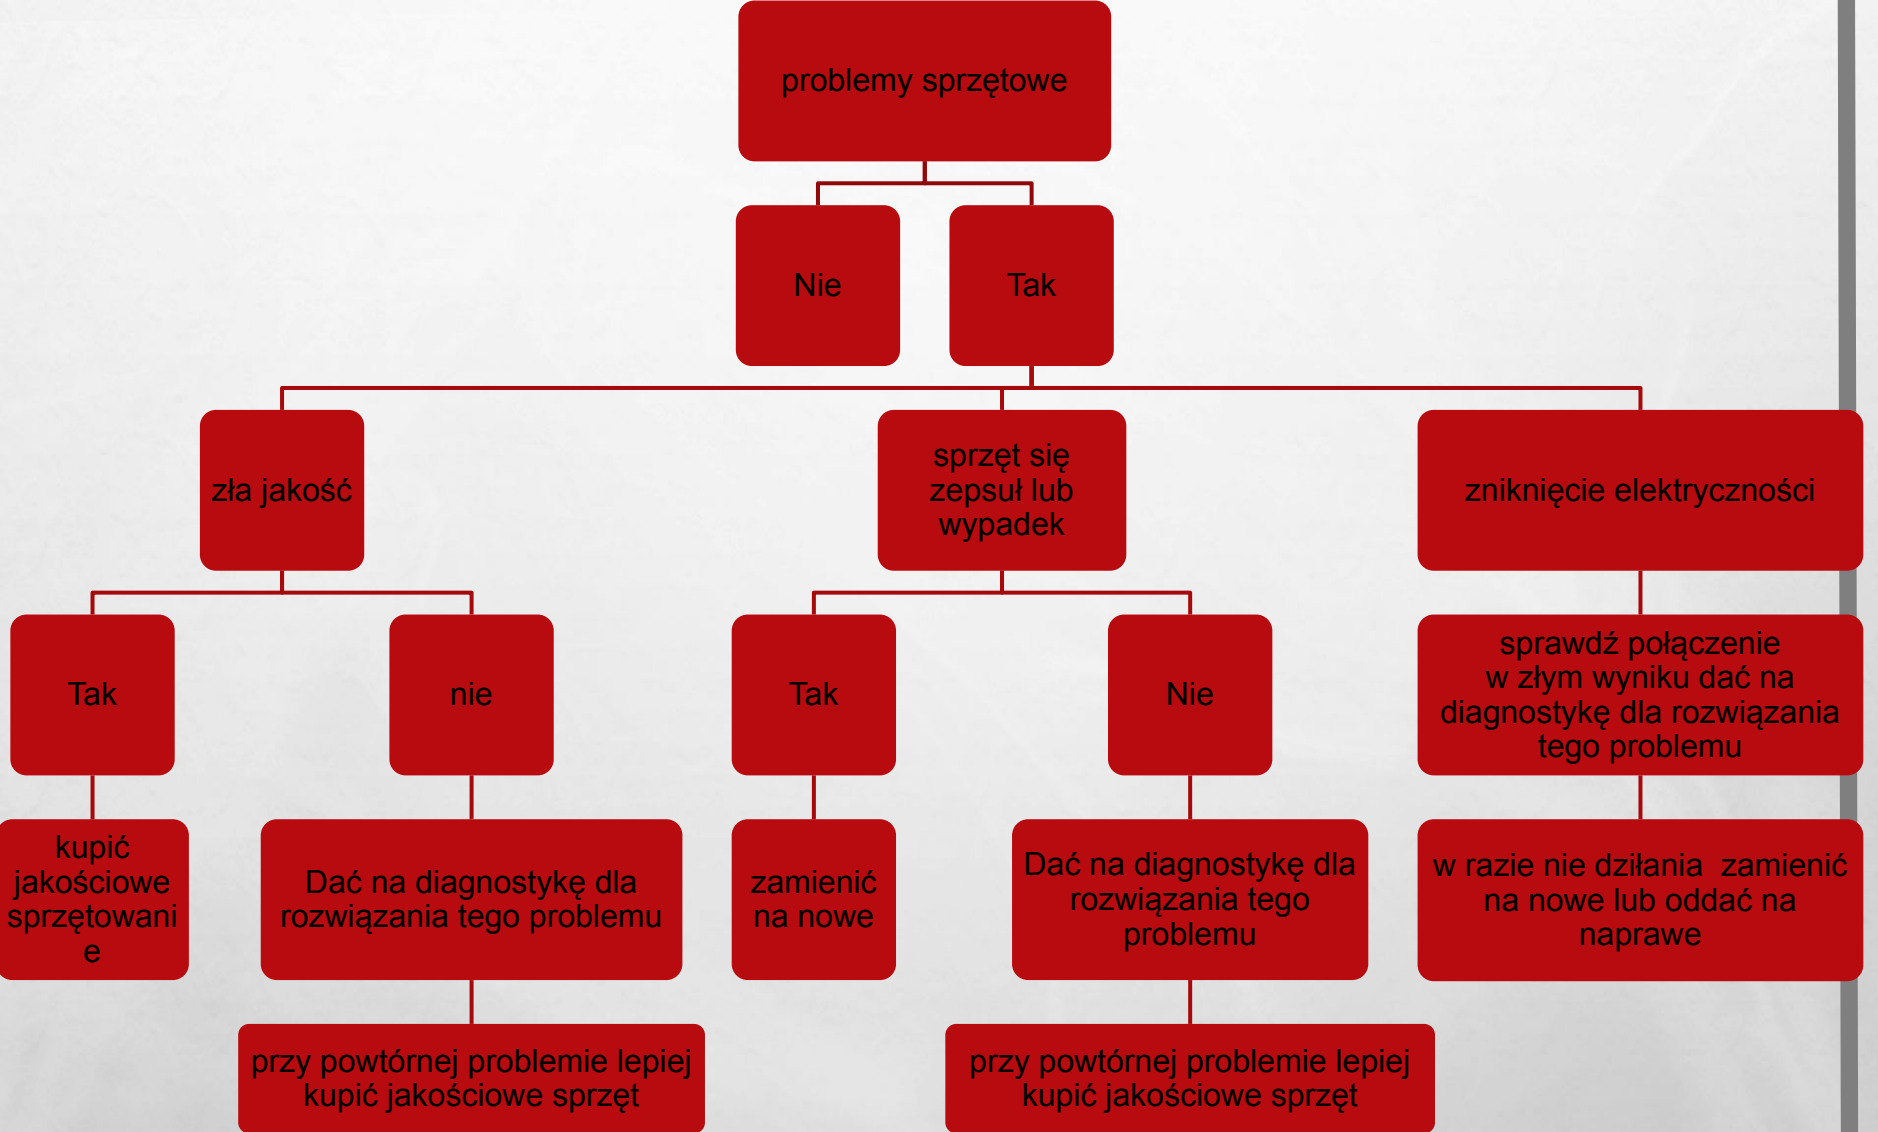 problemy sprzętowe
Nie
Tak
zła jakość
sprzęt się
zepsuł lub
wypadek
zniknięcie elektryczności
Tak
nie
Tak
Nie
sprawdź połączenie
w złym wyniku dać na
diagnostykę dla rozwiązania
tego problemu
kupić
jakościowe
sprzętowani
e
Dać na diagnostykę dla
rozwiązania tego problemu
zamienić
na nowe
Dać na diagnostykę dla
rozwiązania tego
problemu
w razie nie dziłania  zamienić
na nowe lub oddać na
naprawe
przy powtórnej problemie lepiej
kupić jakościowe sprzęt
przy powtórnej problemie lepiej
kupić jakościowe sprzęt